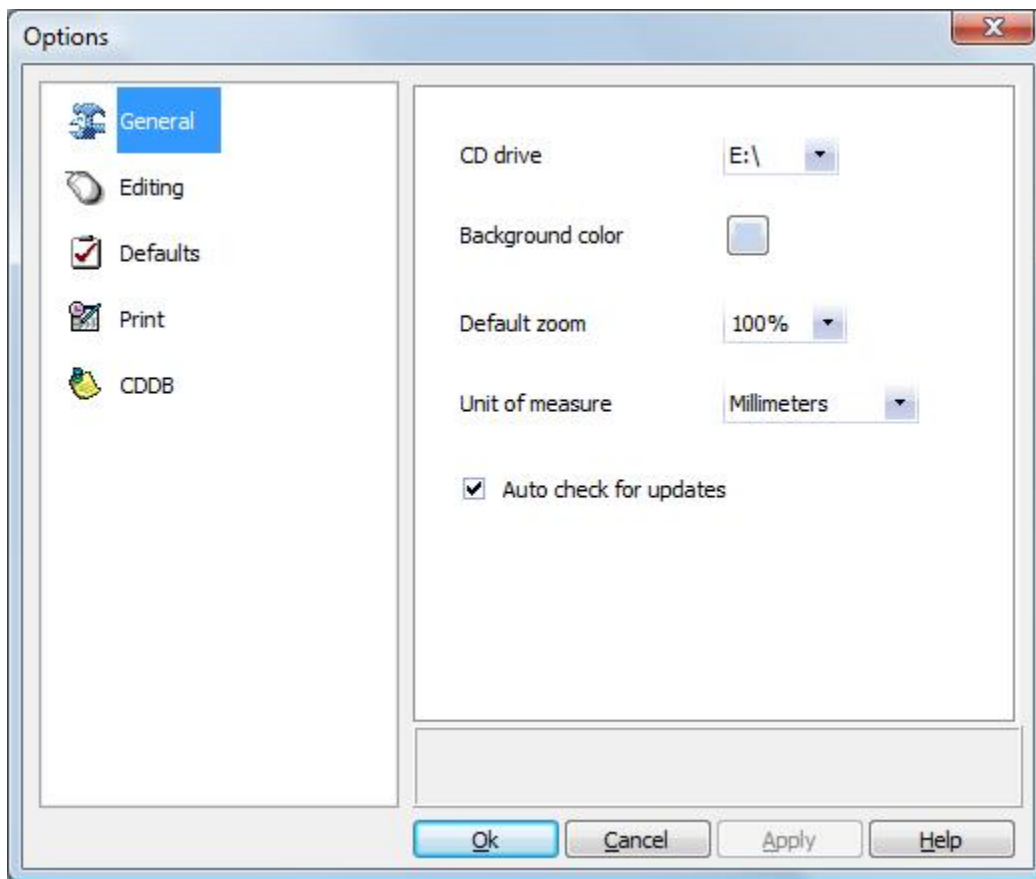 Options
General
Editing
Defaults
Print
CDDB
CD drive E:\
Background color
Default zoom 100%
Unit of measure Millimeters
Auto check for updates
Ok Cancel Apply Help